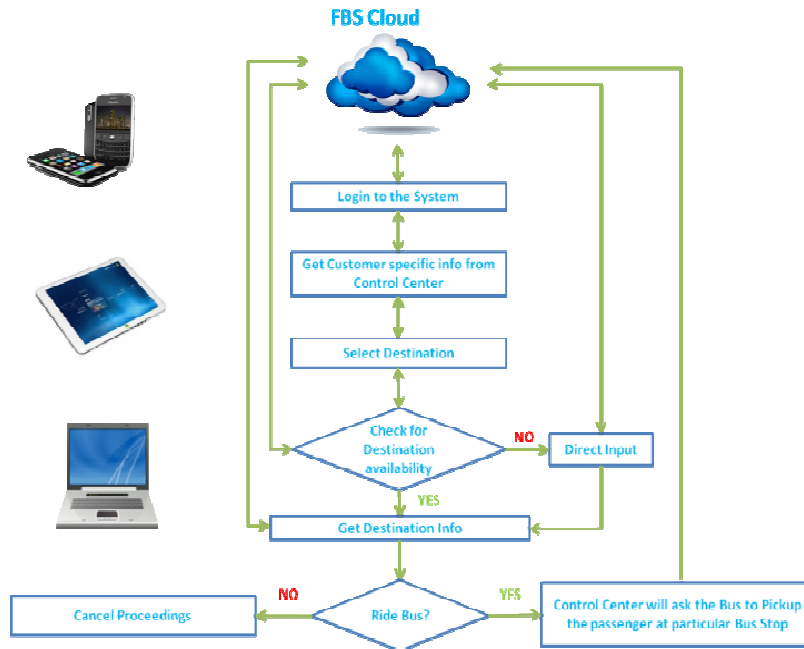 FBS Cloud
Login to the System
Get Customer specific info from
Control Center
Select Destination
Check for
Destination
availability
NO
Direct Input
YES
Get Destination Info
NO
Ride Bus?
YES
Cancel Proceedings
Control Center will ask the Bus to Pickup
the passenger at particular Bus Stop